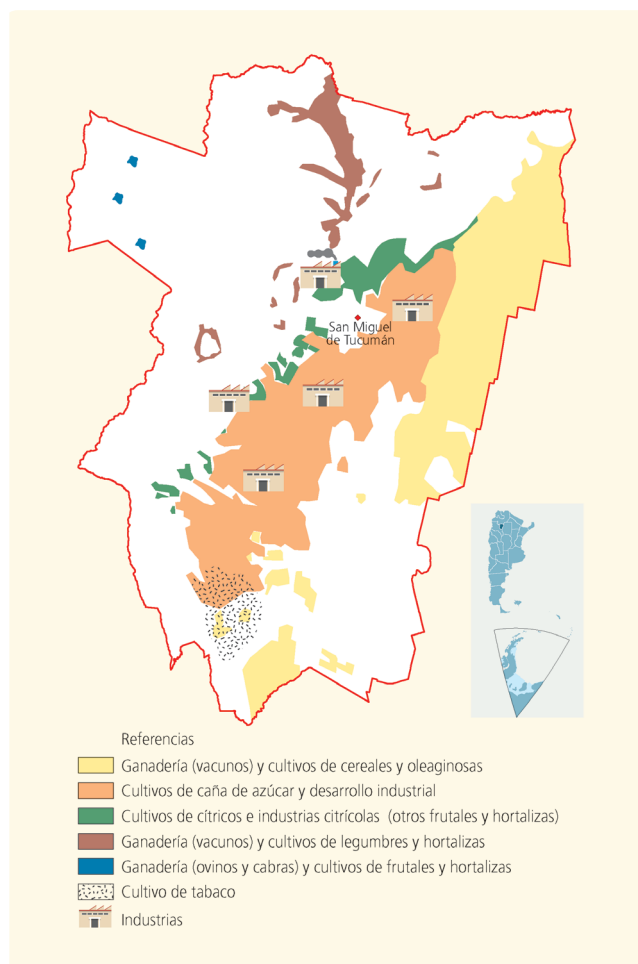 San Miguel
de Tucumán
Referencias
Ganadería (vacunos) y cultivos de cereales y oleaginosas
Cultivos de caña de azúcar y desarrollo industrial
Cultivos de cítricos e industrias citrícolas (otros frutales y hortalizas)
Ganadería (vacunos) y cultivos de legumbres y hortalizas
Ganadería (ovinos y cabras) y cultivos de frutales y hortalizas
Cultivo de tabaco
Industrias